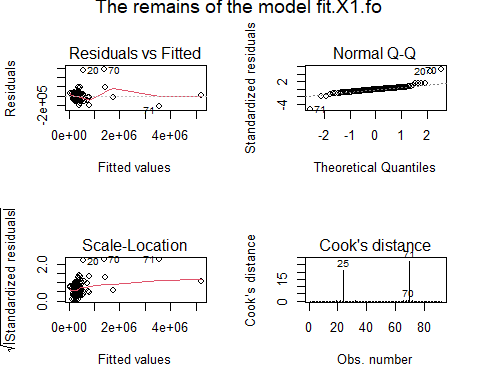 The remains of the model fit.X1.fo
Residuals vs Fitted
Residuals
-2e+05
20
70
71
0e+00 2e+06 4e+06
Fitted values
Normal Q-Q
Standardized residuals
-4 2
20
70
71
-2 -1 0 1 2
Theoretical Quantiles
Scale-Location
√|Standardized residuals|
0.0 2.0
20
70
71
0e+00 2e+06 4e+06
Fitted values
Cook's distance
Cook's distance
0 15
25
71
70
0 20 40 60 80
Obs. number